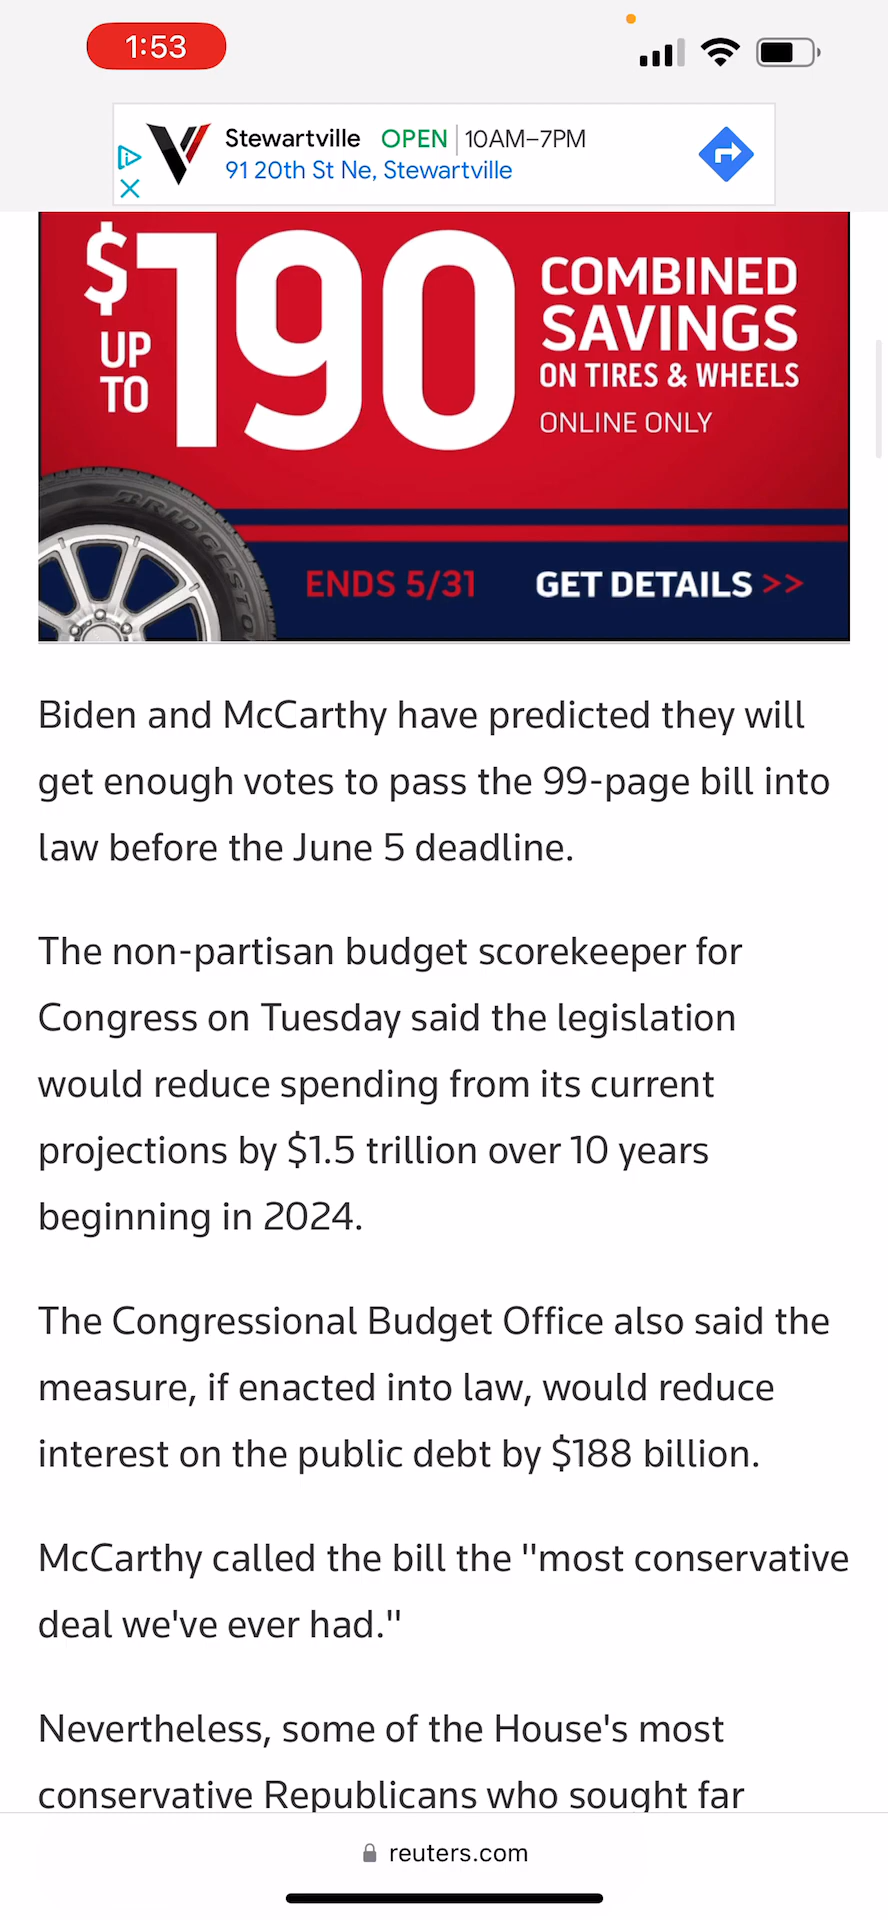 1:53
Stewartville OPEN 10AM–7PM
91 20th St Ne, Stewartville
UP TO $190
COMBINED
SAVINGS
ON TIRES & WHEELS
ONLINE ONLY
BRIDGESTO
ENDS 5/31 GET DETAILS >>
Biden and McCarthy have predicted they will
get enough votes to pass the 99-page bill into
law before the June 5 deadline.
The non-partisan budget scorekeeper for
Congress on Tuesday said the legislation
would reduce spending from its current
projections by $1.5 trillion over 10 years
beginning in 2024.
The Congressional Budget Office also said the
measure, if enacted into law, would reduce
interest on the public debt by $188 billion.
McCarthy called the bill the "most conservative
deal we've ever had."
Nevertheless, some of the House's most
conservative Republicans who sought far
reuters.com